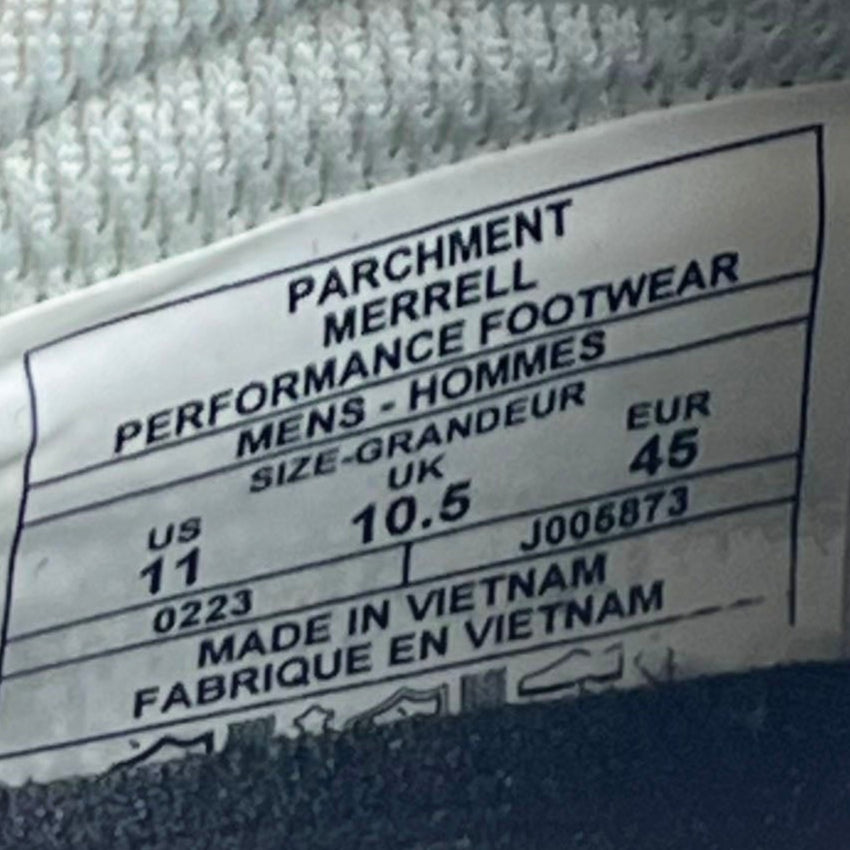 PARCHMENT
MERRELL
PERFORMANCE FOOTWEAR
MENS - HOMMES
SIZE-GRANDEUR
US UK EUR
11 10.5 45
0223 J005873
MADE IN VIETNAM
FABRIQUE EN VIETNAM